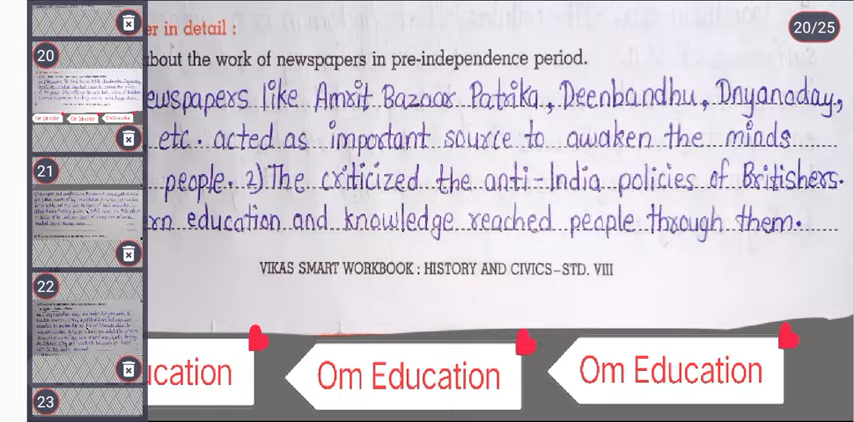 er in detail :
bout the work of newspapers in pre-independence period.
ewspapers like Amrit Bazaar Patrika, Deenbandhu, Dnyanoday,
etc. acted as important source to awaken the minds
people. 2) The criticized the anti-India policies of Britishers.
rn education and knowledge reached people through them.
VIKAS SMART WORKBOOK : HISTORY AND CIVICS – STD. VIII
ucation
Om Education
Om Education
20/25
20
21
22
23